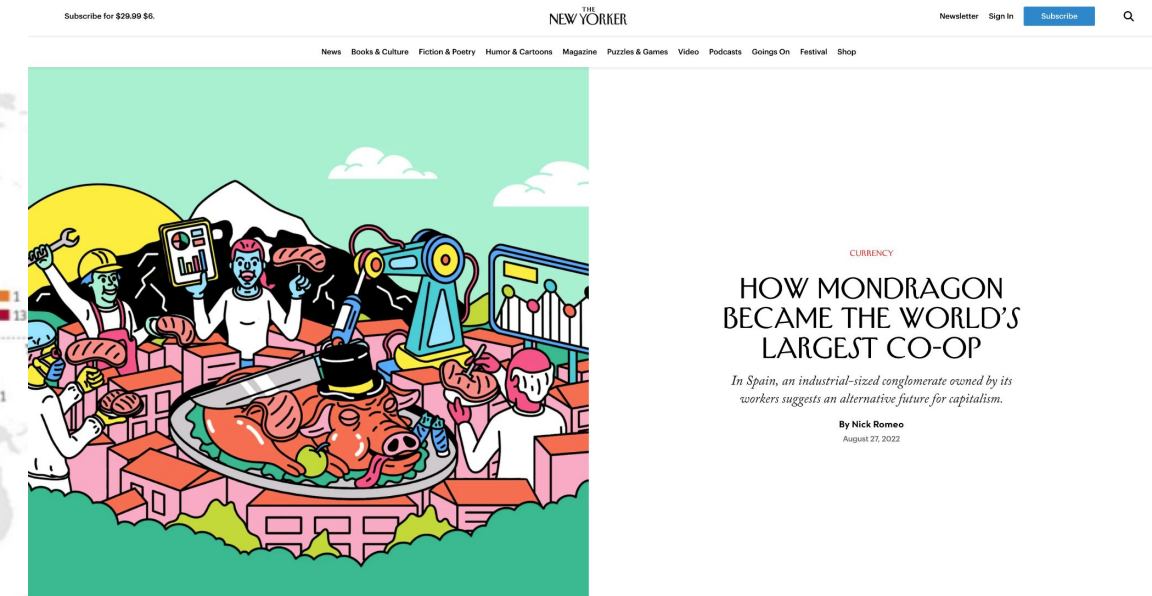 Subscribe for $29.99 $6.
THE
NEW YORKER
Newsletter Sign In Subscribe
News Books & Culture Fiction & Poetry Humor & Cartoons Magazine Puzzles & Games Video Podcasts Goings On Festival Shop
1
13
1
CURRENCY
HOW MONDRAGON
BECAME THE WORLD'S
LARGEST CO-OP
In Spain, an industrial-sized conglomerate owned by its
workers suggests an alternative future for capitalism.
By Nick Romeo
August 27, 2022